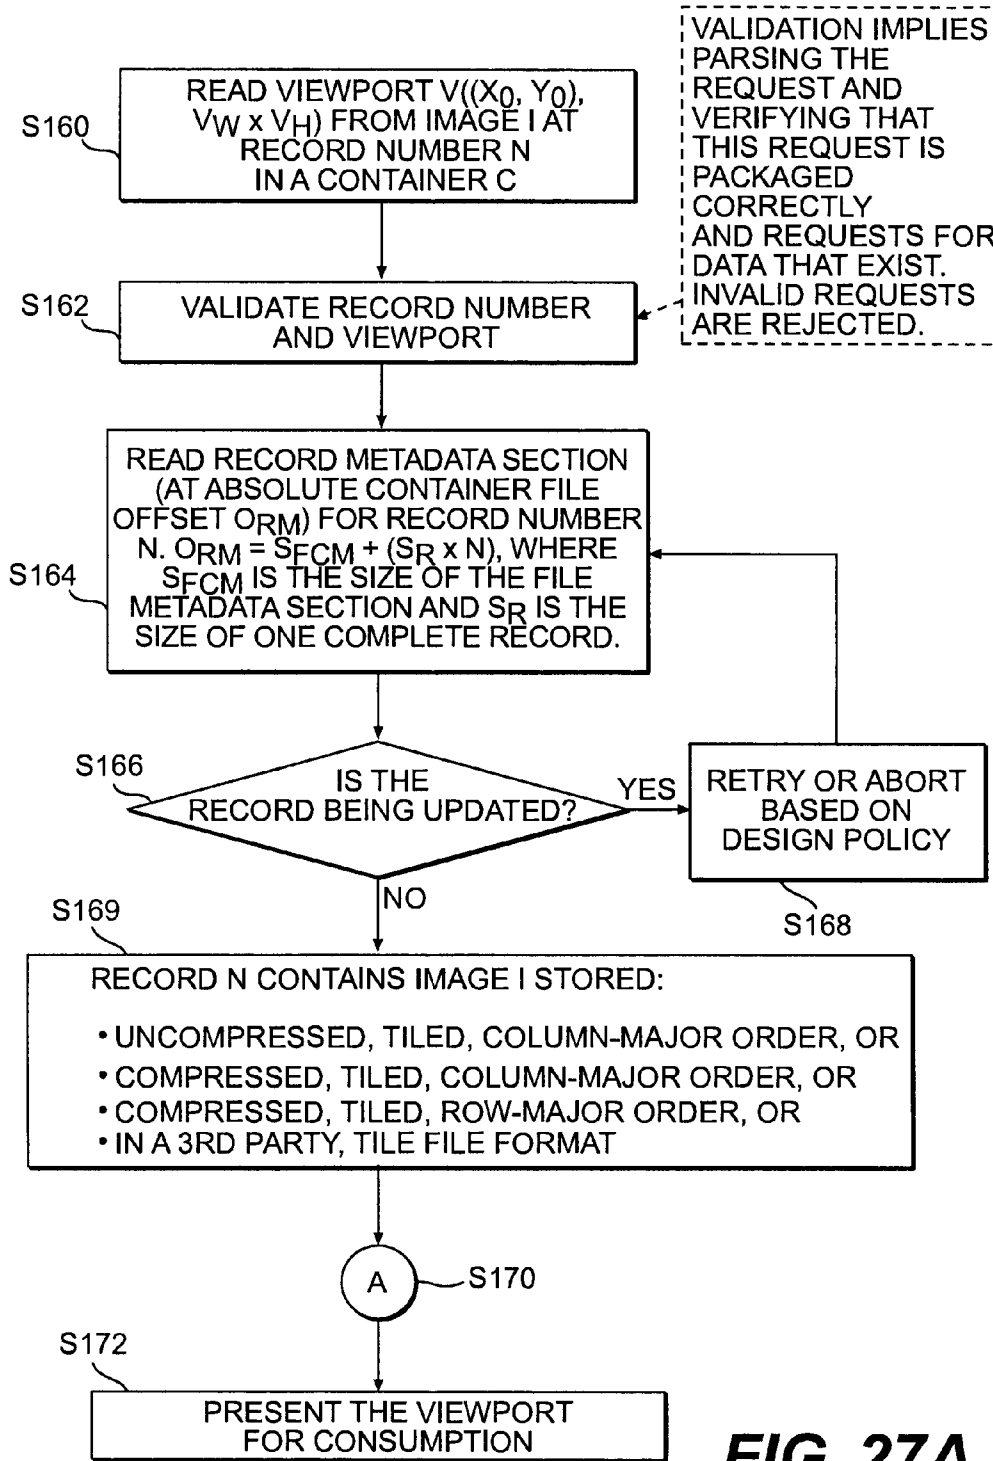 VALIDATION IMPLIES
PARSING THE
REQUEST AND
VERIFYING THAT
THIS REQUEST IS
PACKAGED
CORRECTLY
AND REQUESTS FOR
DATA THAT EXIST.
INVALID REQUESTS
ARE REJECTED.
S160
READ VIEWPORT V((X0, Y0),
VW x VH) FROM IMAGE I AT
RECORD NUMBER N
IN A CONTAINER C
S162
VALIDATE RECORD NUMBER
AND VIEWPORT
S164
READ RECORD METADATA SECTION
(AT ABSOLUTE CONTAINER FILE
OFFSET ORM) FOR RECORD NUMBER
N. ORM = SFCM + (SR x N), WHERE
SFCM IS THE SIZE OF THE FILE
METADATA SECTION AND SR IS THE
SIZE OF ONE COMPLETE RECORD.
S166
IS THE
RECORD BEING UPDATED?
YES
RETRY OR ABORT
BASED ON
DESIGN POLICY
S168
NO
S169
RECORD N CONTAINS IMAGE I STORED:
• UNCOMPRESSED, TILED, COLUMN-MAJOR ORDER, OR
• COMPRESSED, TILED, COLUMN-MAJOR ORDER, OR
• COMPRESSED, TILED, ROW-MAJOR ORDER, OR
• IN A 3RD PARTY, TILE FILE FORMAT
A
S170
S172
PRESENT THE VIEWPORT
FOR CONSUMPTION
FIG. 27A